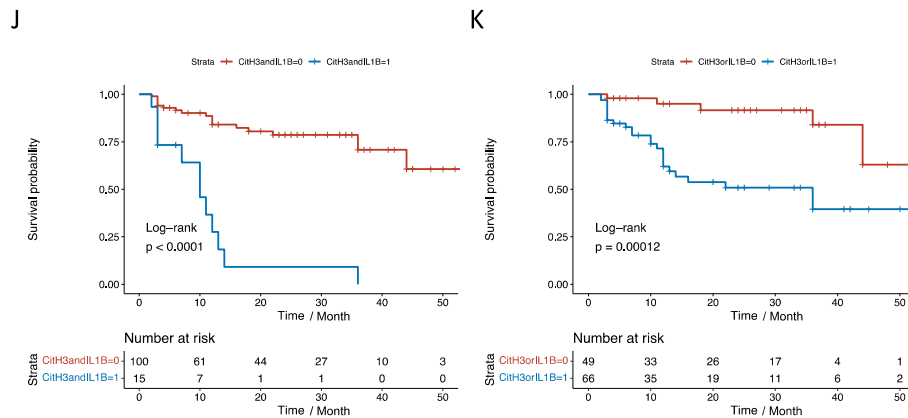 J
Strata CitH3andIL1B=0 CitH3andIL1B=1
1.00
0.75
0.50
0.25
0.00
Survival probability
Log−rank
p < 0.0001
0 10 20 30 40 50
Time / Month
Number at risk
Strata
CitH3andIL1B=0 100 61 44 27 10 3
CitH3andIL1B=1 15 7 1 1 0 0
0 10 20 30 40 50
Time / Month
K
Strata CitH3orIL1B=0 CitH3orIL1B=1
1.00
0.75
0.50
0.25
0.00
Survival probability
Log−rank
p = 0.00012
0 10 20 30 40 50
Time / Month
Number at risk
Strata
CitH3orIL1B=0 49 33 26 17 4 1
CitH3orIL1B=1 66 35 19 11 6 2
0 10 20 30 40 50
Time / Month